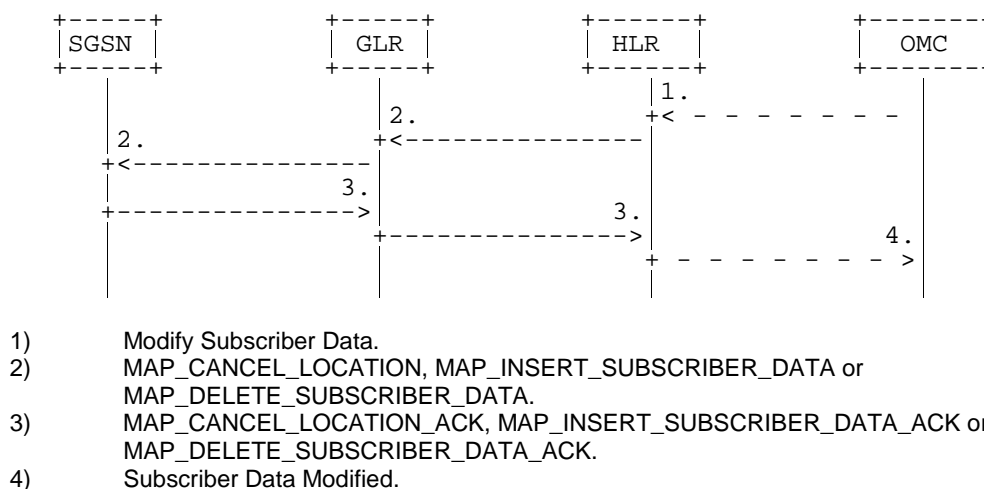 +-----+ +-----+ +------+ +--------
SGSN GLR HLR OMC
+-----+ +-----+ +------+ +--------
1.
2. +< - - - - - - -
2. +<---------------
+<---------------
3.
+---------------> 3.
+---------------> 4.
+ - - - - - - - >
1) Modify Subscriber Data.
2) MAP_CANCEL_LOCATION, MAP_INSERT_SUBSCRIBER_DATA or
MAP_DELETE_SUBSCRIBER_DATA.
3) MAP_CANCEL_LOCATION_ACK, MAP_INSERT_SUBSCRIBER_DATA_ACK or
MAP_DELETE_SUBSCRIBER_DATA_ACK.
4) Subscriber Data Modified.